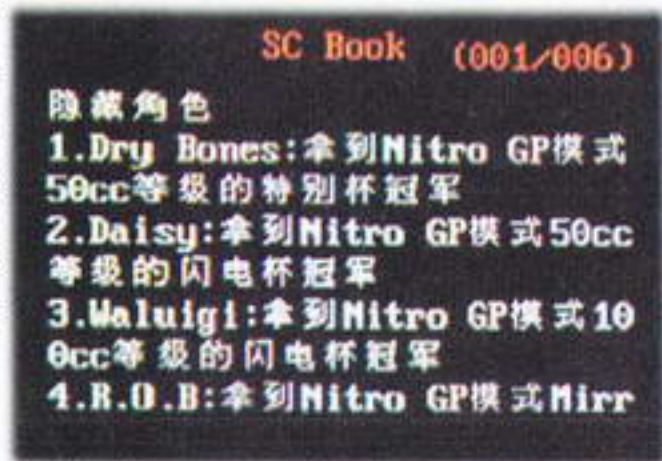 SC Book (001/006)
隐藏角色
1.Dry Bones:拿到Nitro GP模式
50cc等级的特别杯冠军
2.Daisy:拿到Nitro GP模式50cc
等级的闪电杯冠军
3.Waluigi:拿到Nitro GP模式10
0cc等级的闪电杯冠军
4.R.O.B:拿到Nitro GP模式Mirr